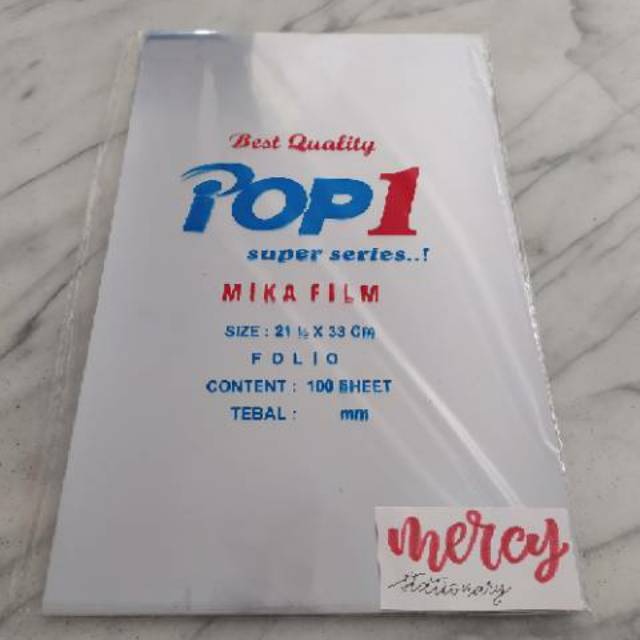 Best Quality
POP1
super series..!
MIKA FILM
SIZE : 21 ½ X 33 Cm
FOLIO
CONTENT : 100 SHEET
TEBAL : mm
mercy
stationary